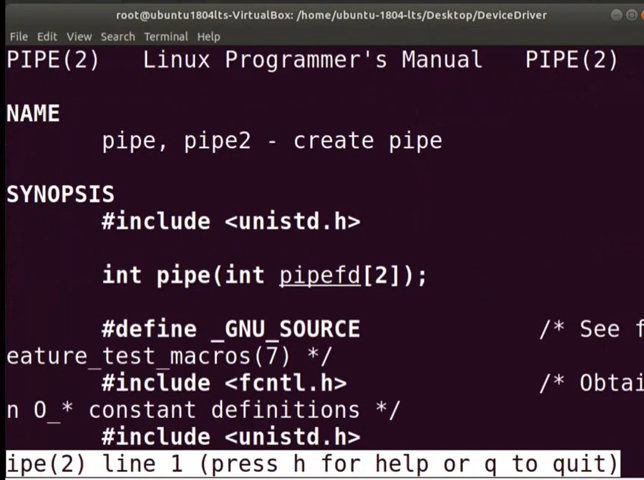 root@ubuntu1804lts-VirtualBox: /home/ubuntu-1804-lts/Desktop/DeviceDriver
File Edit View Search Terminal Help
PIPE(2) Linux Programmer's Manual PIPE(2)
NAME
pipe, pipe2 - create pipe
SYNOPSIS
#include <unistd.h>
int pipe(int pipefd[2]);
#define _GNU_SOURCE /* See f
eature_test_macros(7) */
#include <fcntl.h> /* Obtai
n O_* constant definitions */
#include <unistd.h>
ipe(2) line 1 (press h for help or q to quit)